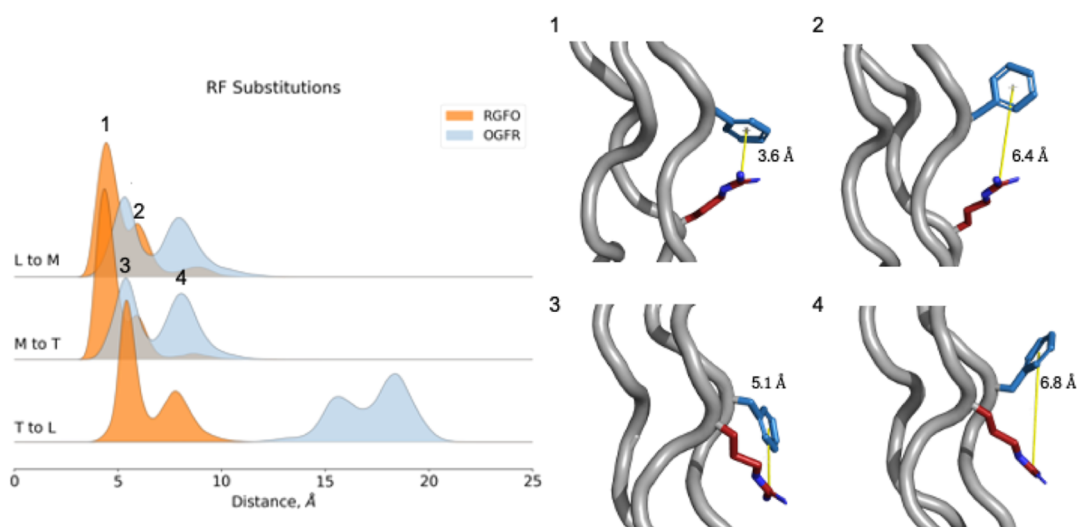 RF Substitutions
RGFO
OGFR
1
2
L to M
3
4
M to T
T to L
0 5 10 15 20 25
Distance, Å
1
3.6 Å
2
6.4 Å
3
5.1 Å
4
6.8 Å